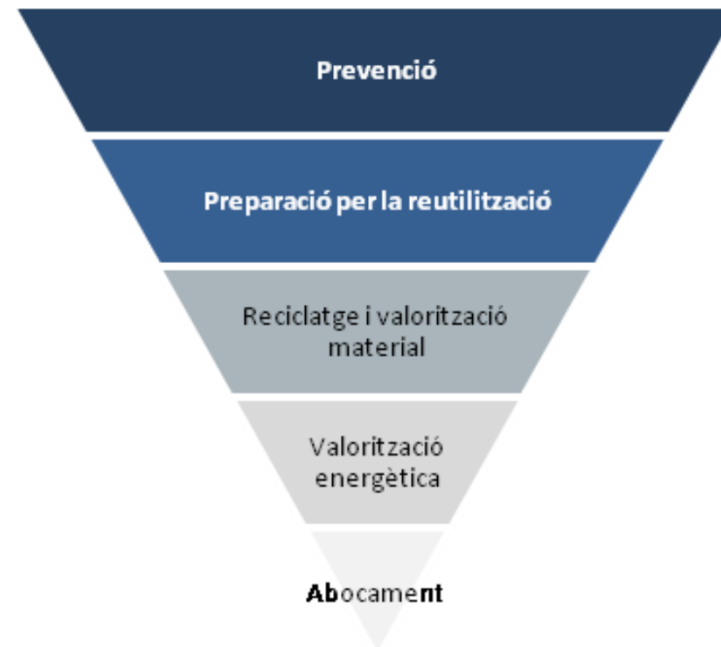 Prevenció
Preparació per la reutilització
Reciclatge i valorització
material
Valorització
energètica
Abocament